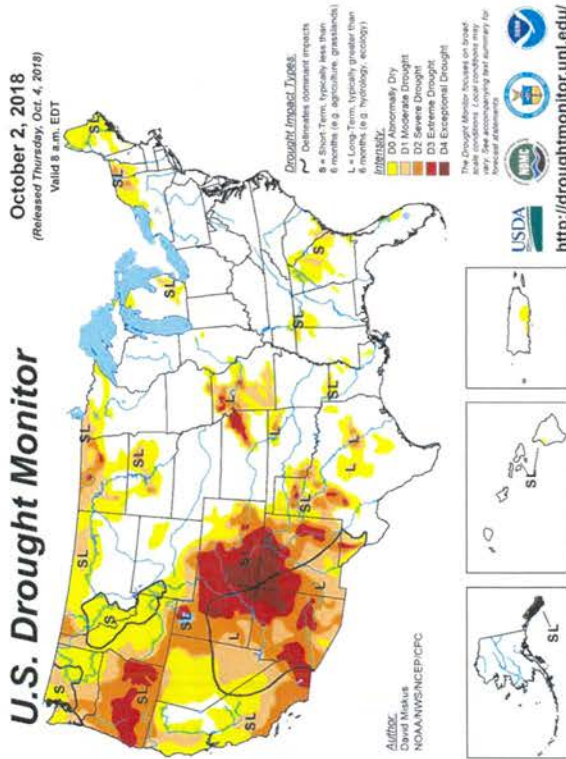 U.S. Drought Monitor
October 2, 2018
(Released Thursday, Oct. 4, 2018)
Valid 8 a.m. EDT
Drought Impact Types:
Delineates dominant impacts
S = Short-Term, typically less than
6 months (e.g. agriculture, grasslands)
L = Long-Term, typically greater than
6 months (e.g. hydrology, ecology)
Intensity:
D0 Abnormally Dry
D1 Moderate Drought
D2 Severe Drought
D3 Extreme Drought
D4 Exceptional Drought
The Drought Monitor focuses on broad-
scale conditions. Local conditions may
vary. See accompanying text summary for
forecast statements.
Author:
David Miskus
NOAA/NWS/NCEP/CPC
S
S
SL
SL
SL
SL
SL
L
L
SL
L
L
SL
L
L
SL
SL
S
SL
SL
S
SL
SL
USDA
NDMC
http://droughtmonitor.unl.edu/